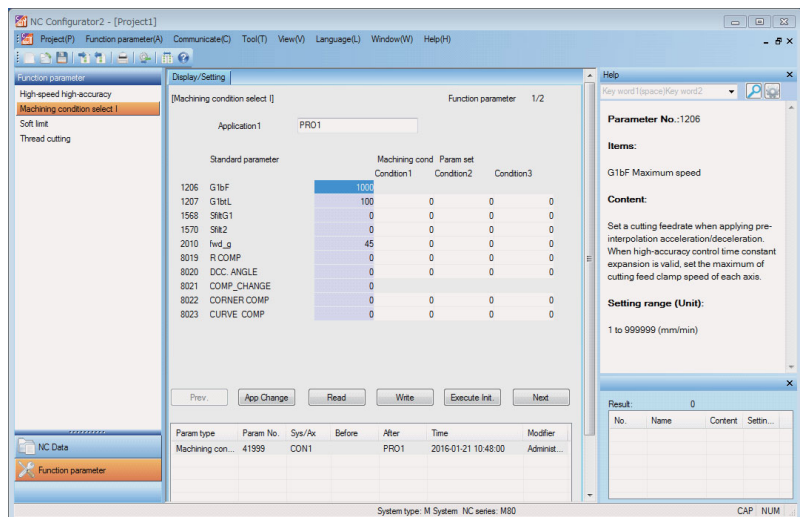 NC Configurator2 - [Project1]
Project(P) Function parameter(A) Communicate(C) Tool(T) View(V) Language(L) Window(W) Help(H)
Function parameter
High-speed high-accuracy
Machining condition select I
Soft limit
Thread cutting
NC Data
Function parameter
Display/Setting
[Machining condition select I] Function parameter 1/2
Application1 PRO1
Standard parameter Machining cond Param set
Condition1 Condition2 Condition3
1206 G1bF 1000
1207 G1btL 100 0 0 0
1568 SfiltG1 0 0 0 0
1570 Sfilt2 0 0 0 0
2010 fwd_g 45 0 0 0
8019 R COMP 0 0 0 0
8020 DCC. ANGLE 0 0 0 0
8021 COMP_CHANGE 0
8022 CORNER COMP 0 0 0 0
8023 CURVE COMP 0 0 0 0
Prev. App Change Read Write Execute Init. Next
Param type Param No. Sys/Ax Before After Time Modifier
Machining con... 41999 CON1 PRO1 2016-01-21 10:48:00 Administ...
Help
Key word1(space)Key word2
Parameter No.:1206
Items:
G1bF Maximum speed
Content:
Set a cutting feedrate when applying pre-
interpolation acceleration/deceleration.
When high-accuracy control time constant
expansion is valid, set the maximum of
cutting feed clamp speed of each axis.
Setting range (Unit):
1 to 999999 (mm/min)
Result: 0
No. Name Content Settin...
System type: M System NC series: M80 CAP NUM